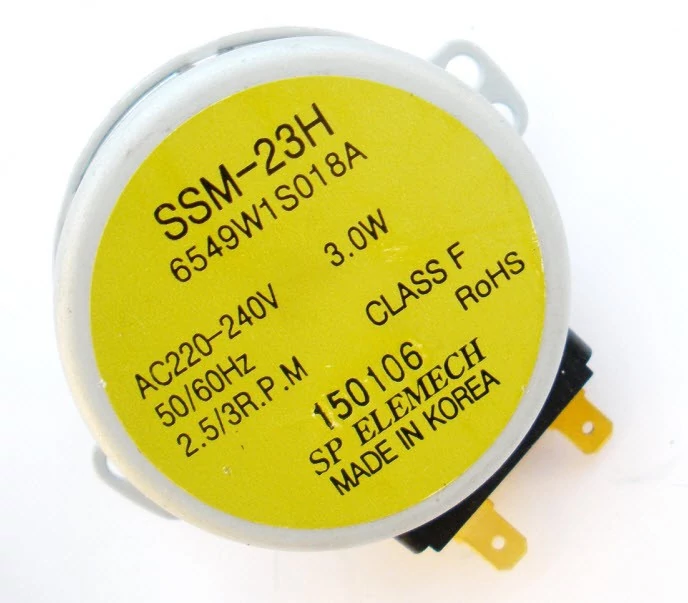 SSM-23H
6549W1S018A
AC220-240V 3.0W
50/60Hz CLASS F
2.5/3R.P.M RoHS
150106
SP ELEMECH
MADE IN KOREA